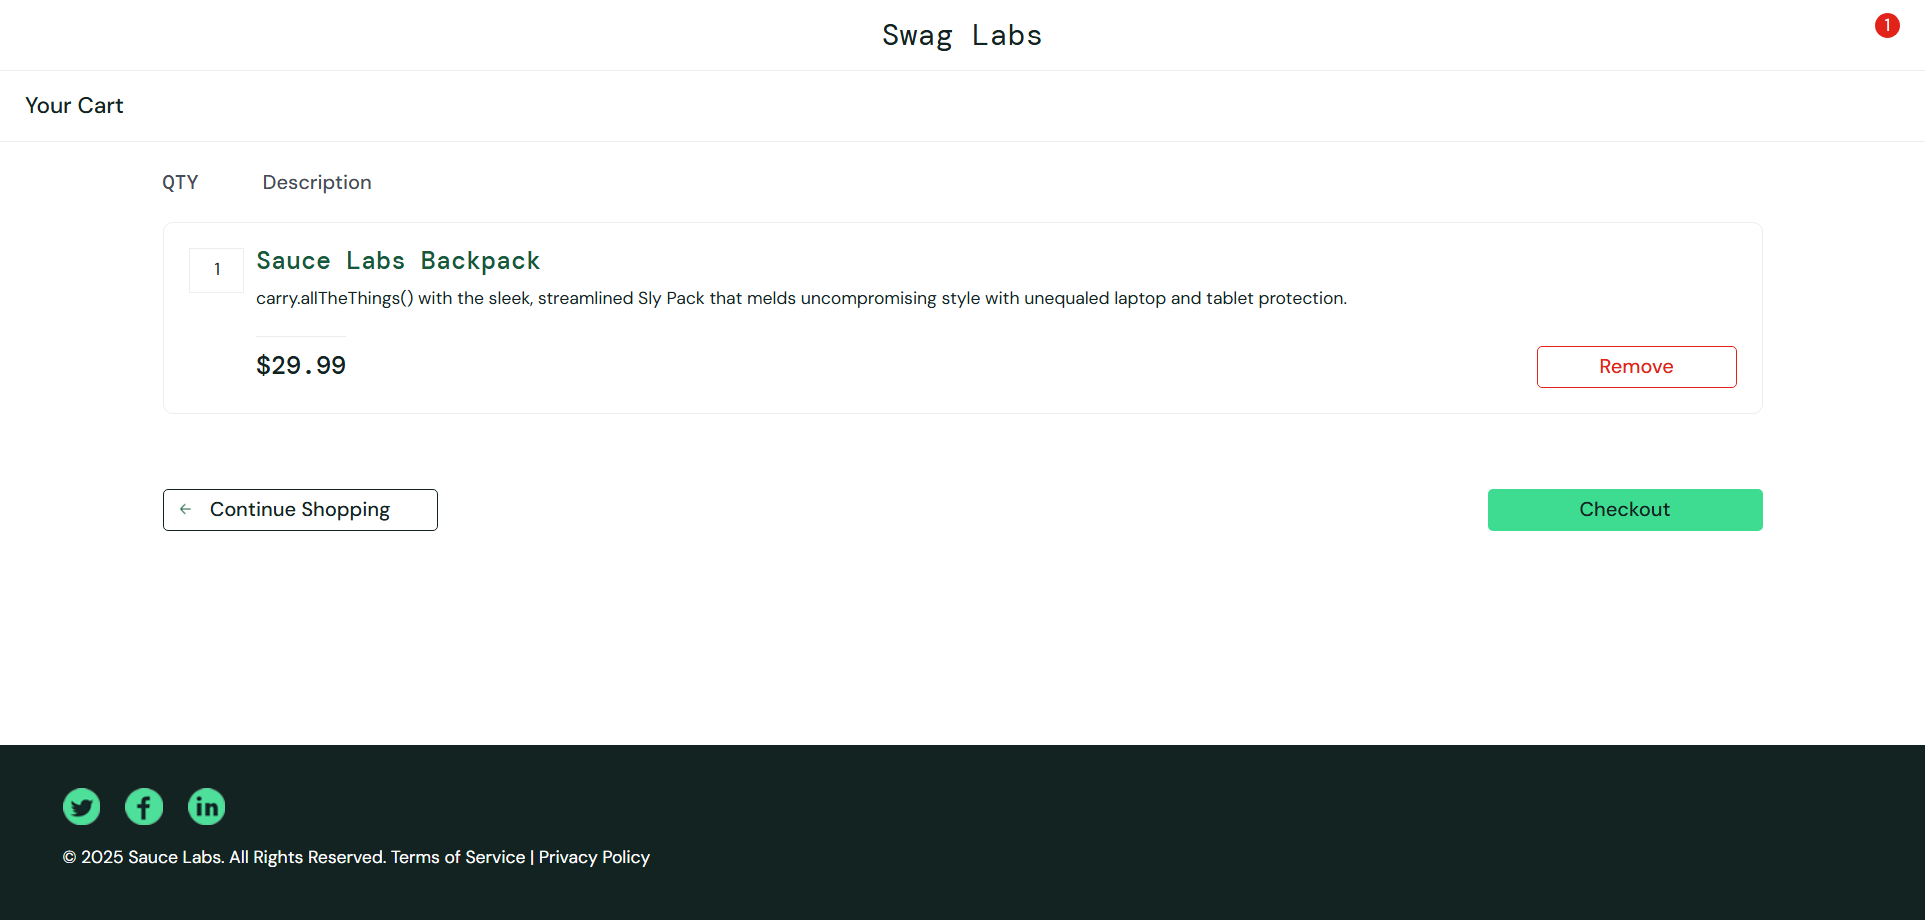 Swag Labs
1
Your Cart
QTY Description
1
Sauce Labs Backpack
carry.allTheThings() with the sleek, streamlined Sly Pack that melds uncompromising style with unequaled laptop and tablet protection.
$29.99
Remove
Continue Shopping
Checkout
© 2025 Sauce Labs. All Rights Reserved. Terms of Service | Privacy Policy